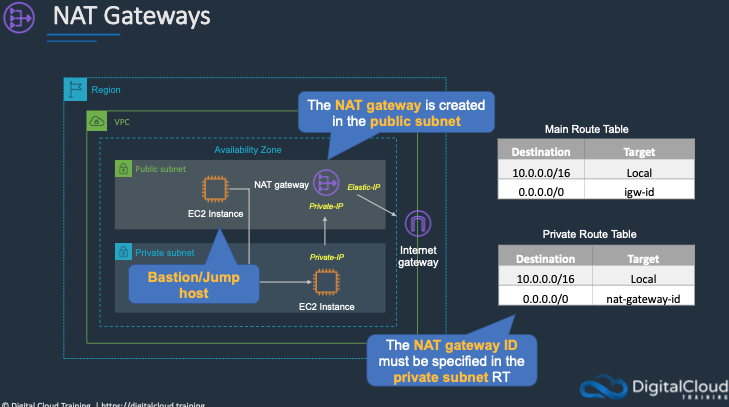 NAT Gateways
Region
The NAT gateway is created
in the public subnet
VPC
Availability Zone
Public subnet
NAT gateway
Elastic-IP
EC2 Instance
Private-IP
Internet
gateway
Private subnet
Private-IP
Bastion/Jump
host
EC2 Instance
The NAT gateway ID
must be specified in the
private subnet RT
Main Route Table
Destination Target
10.0.0.0/16 Local
0.0.0.0/0 igw-id
Private Route Table
Destination Target
10.0.0.0/16 Local
0.0.0.0/0 nat-gateway-id
DigitalCloud
TRAINING
© Digital Cloud Training | https://digitalcloud.training